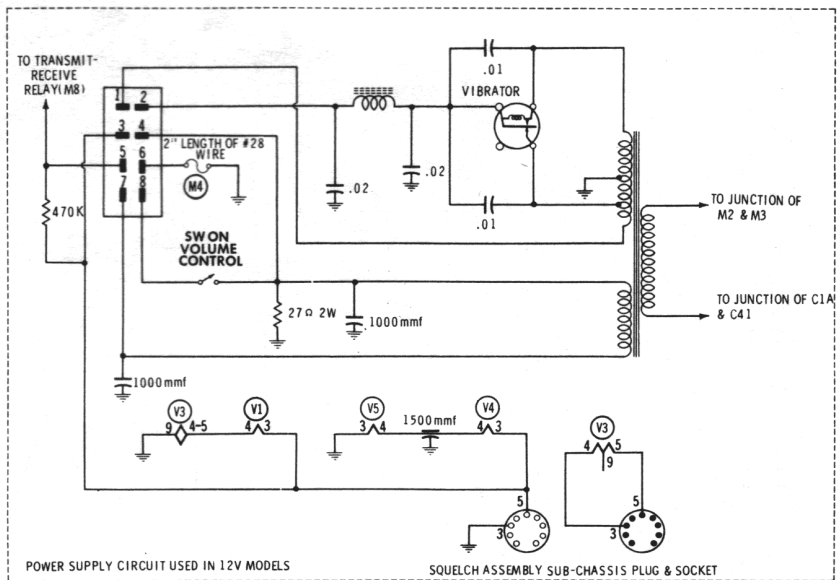 TO TRANSMIT-
RECEIVE
RELAY(M8)
1 2
3 4
5 6
7 8
2" LENGTH OF #28
WIRE
M4
470K
.02
.02
.01
VIBRATOR
.01
TO JUNCTION OF
M2 & M3
TO JUNCTION OF C1A
& C41
SW ON
VOLUME
CONTROL
27Ω 2W
1000mmf
1000mmf
V3
9 4-5
V1
4 3
V5
3 4
1500mmf
V4
4 3
V3
4 5
9
5
3
5
3
POWER SUPPLY CIRCUIT USED IN 12V MODELS
SQUELCH ASSEMBLY SUB-CHASSIS PLUG & SOCKET